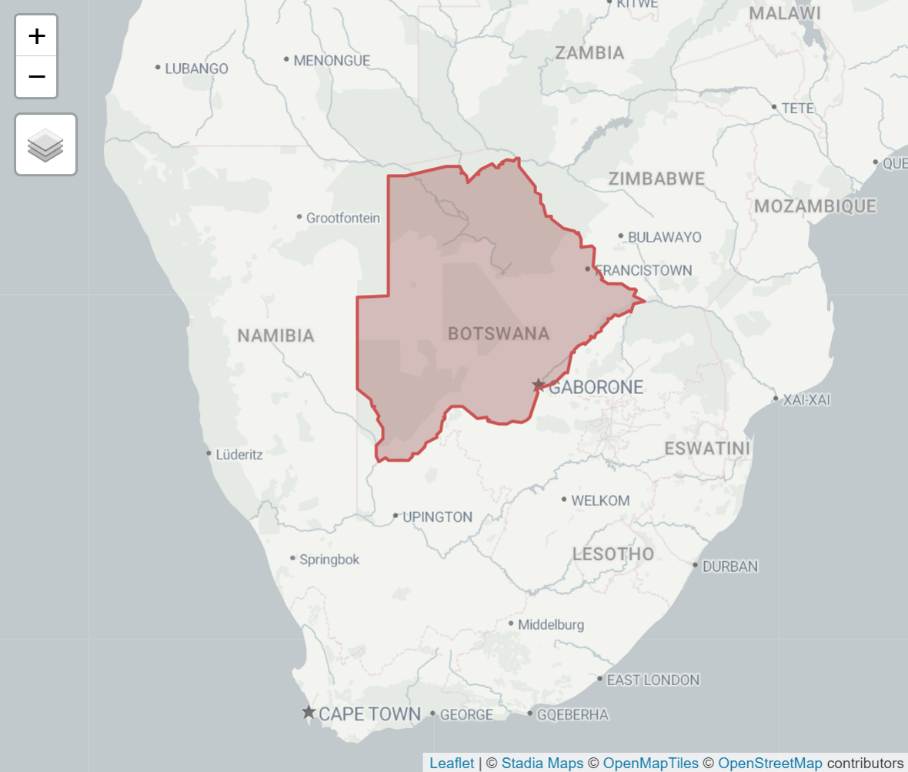 +
−
KITWE
MALAWI
ZAMBIA
LUBANGO
MENONGUE
TETE
QUE
ZIMBABWE
MOZAMBIQUE
Grootfontein
BULAWAYO
FRANCISTOWN
NAMIBIA
BOTSWANA
GABORONE
XAI-XAI
ESWATINI
Lüderitz
WELKOM
UPINGTON
LESOTHO
Springbok
DURBAN
Middelburg
EAST LONDON
CAPE TOWN
GEORGE
GQEBERHA
Leaflet | © Stadia Maps © OpenMapTiles © OpenStreetMap contributors